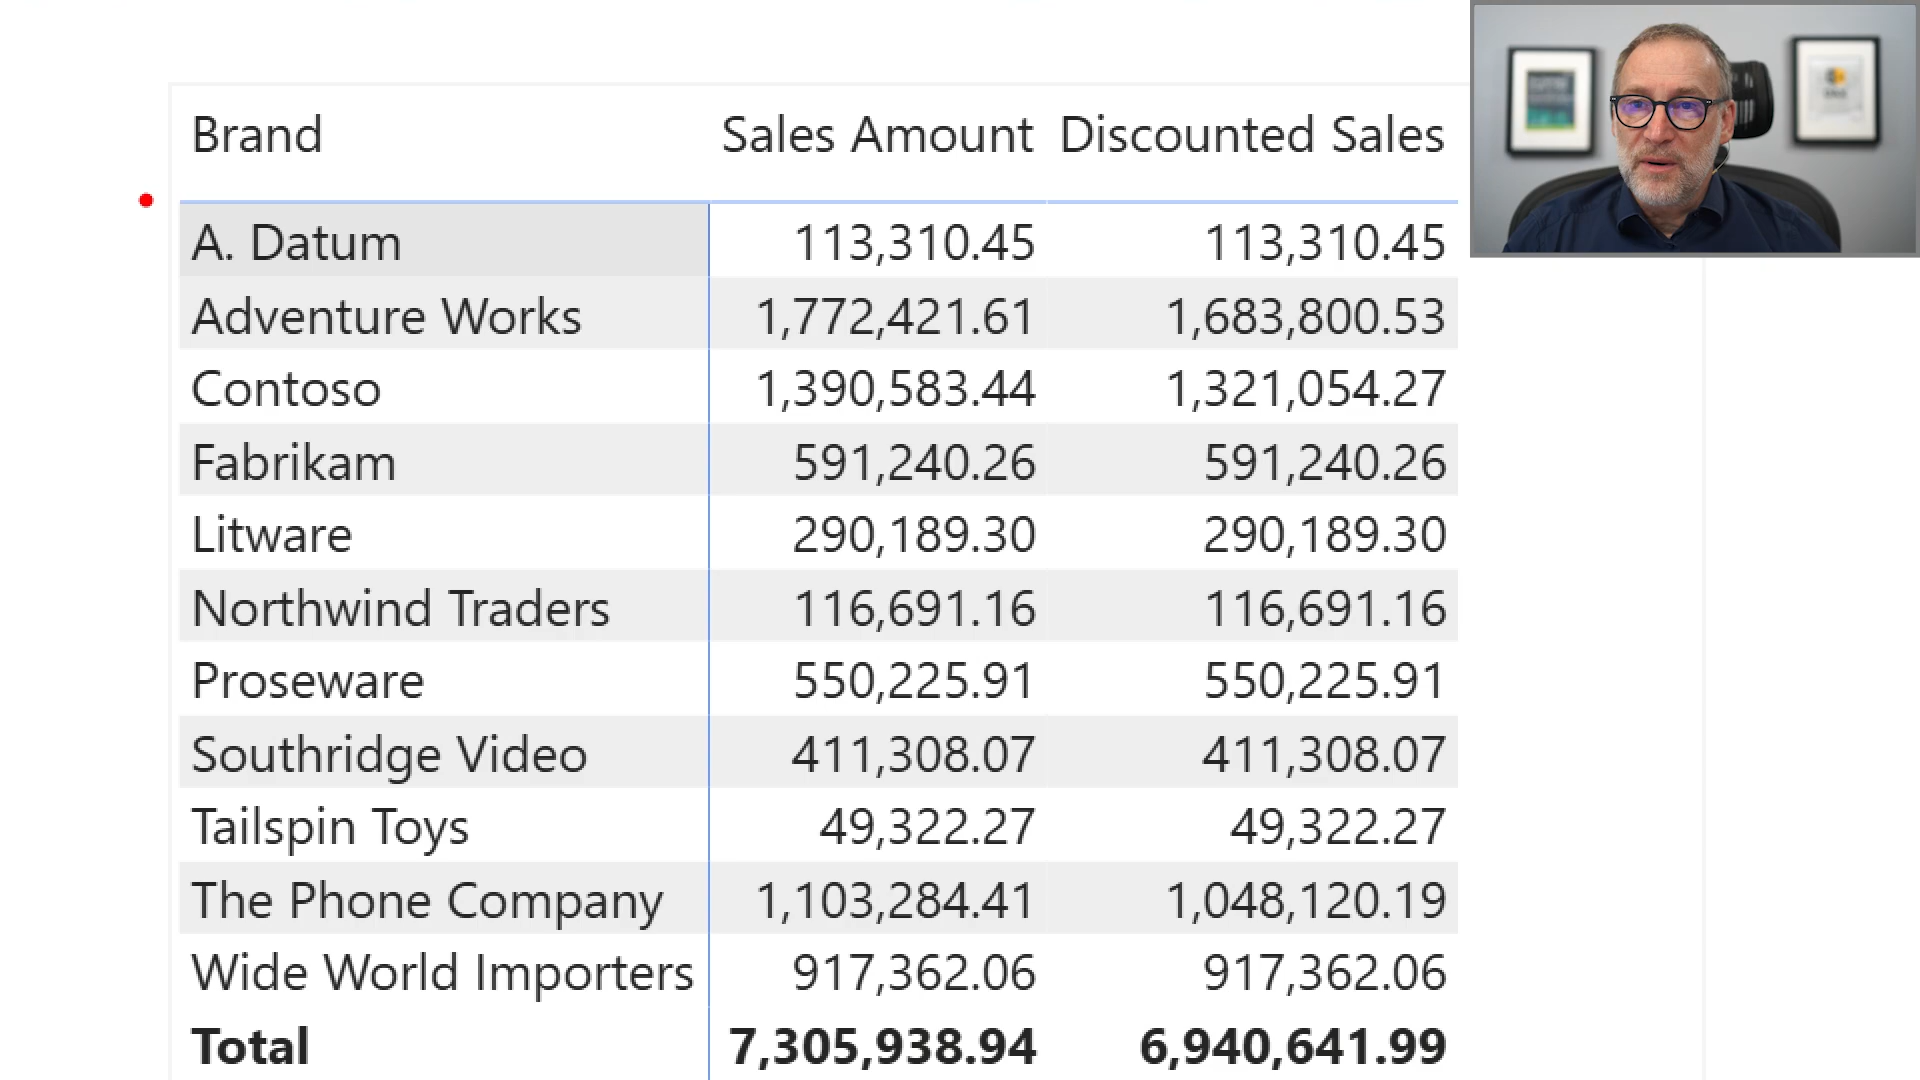 Brand Sales Amount Discounted Sales
A. Datum 113,310.45 113,310.45
Adventure Works 1,772,421.61 1,683,800.53
Contoso 1,390,583.44 1,321,054.27
Fabrikam 591,240.26 591,240.26
Litware 290,189.30 290,189.30
Northwind Traders 116,691.16 116,691.16
Proseware 550,225.91 550,225.91
Southridge Video 411,308.07 411,308.07
Tailspin Toys 49,322.27 49,322.27
The Phone Company 1,103,284.41 1,048,120.19
Wide World Importers 917,362.06 917,362.06
Total 7,305,938.94 6,940,641.99